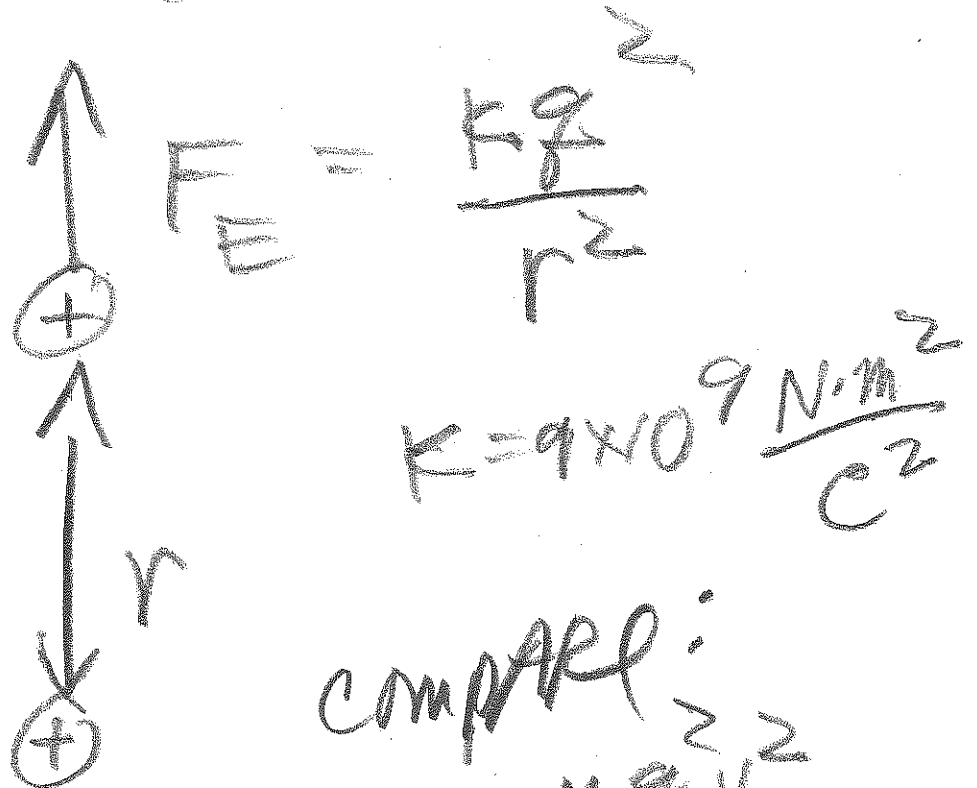 F_E = Kq²
r²
+
K = 9×10⁹ N·m²
C²
r
compare:
+